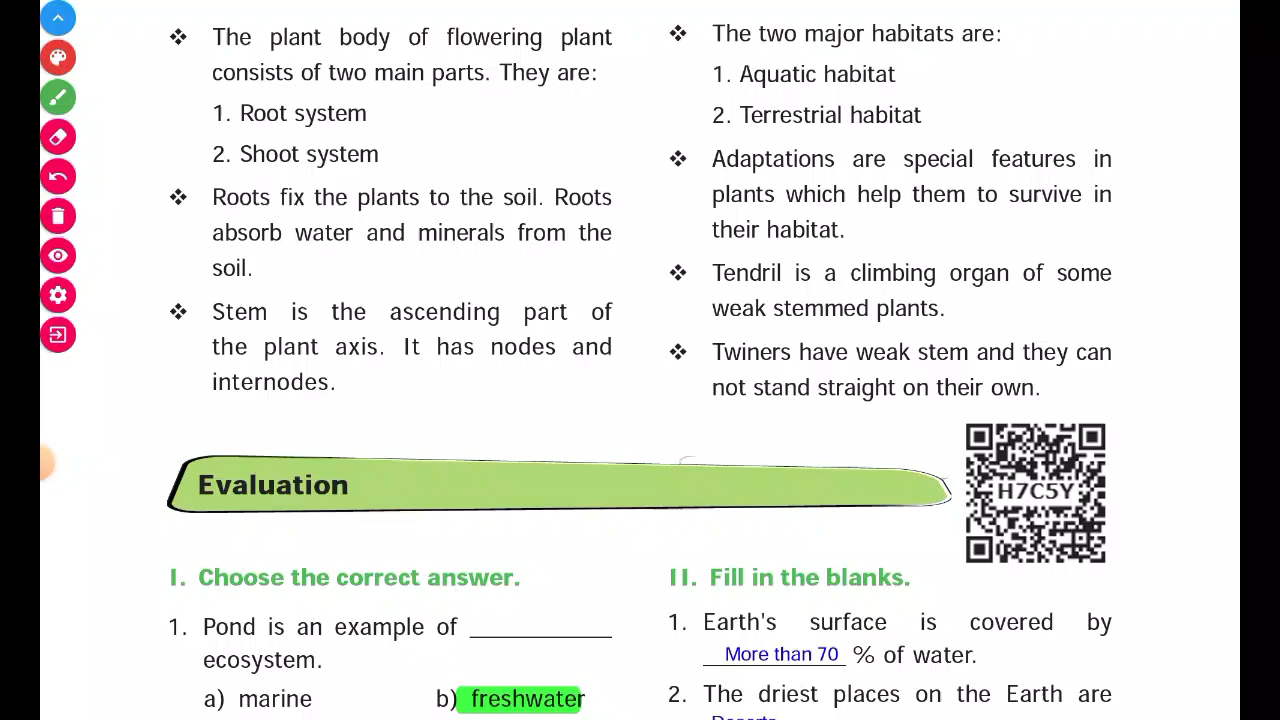 ❖ The plant body of flowering plant
consists of two main parts. They are:
1. Root system
2. Shoot system
❖ Roots fix the plants to the soil. Roots
absorb water and minerals from the
soil.
❖ Stem is the ascending part of
the plant axis. It has nodes and
internodes.
❖ The two major habitats are:
1. Aquatic habitat
2. Terrestrial habitat
❖ Adaptations are special features in
plants which help them to survive in
their habitat.
❖ Tendril is a climbing organ of some
weak stemmed plants.
❖ Twiners have weak stem and they can
not stand straight on their own.
H7C5Y
Evaluation
I. Choose the correct answer.
1. Pond is an example of ____________
ecosystem.
a) marine b) freshwater
II. Fill in the blanks.
1. Earth's surface is covered by
More than 70 % of water.
2. The driest places on the Earth are
Deserts